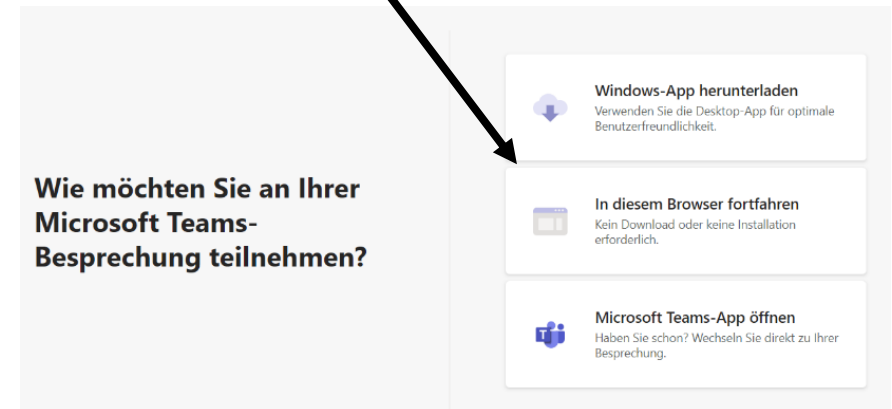 Wie möchten Sie an Ihrer
Microsoft Teams-
Besprechung teilnehmen?
Windows-App herunterladen
Verwenden Sie die Desktop-App für optimale
Benutzerfreundlichkeit.
In diesem Browser fortfahren
Kein Download oder keine Installation
erforderlich.
Microsoft Teams-App öffnen
Haben Sie schon? Wechseln Sie direkt zu Ihrer
Besprechung.